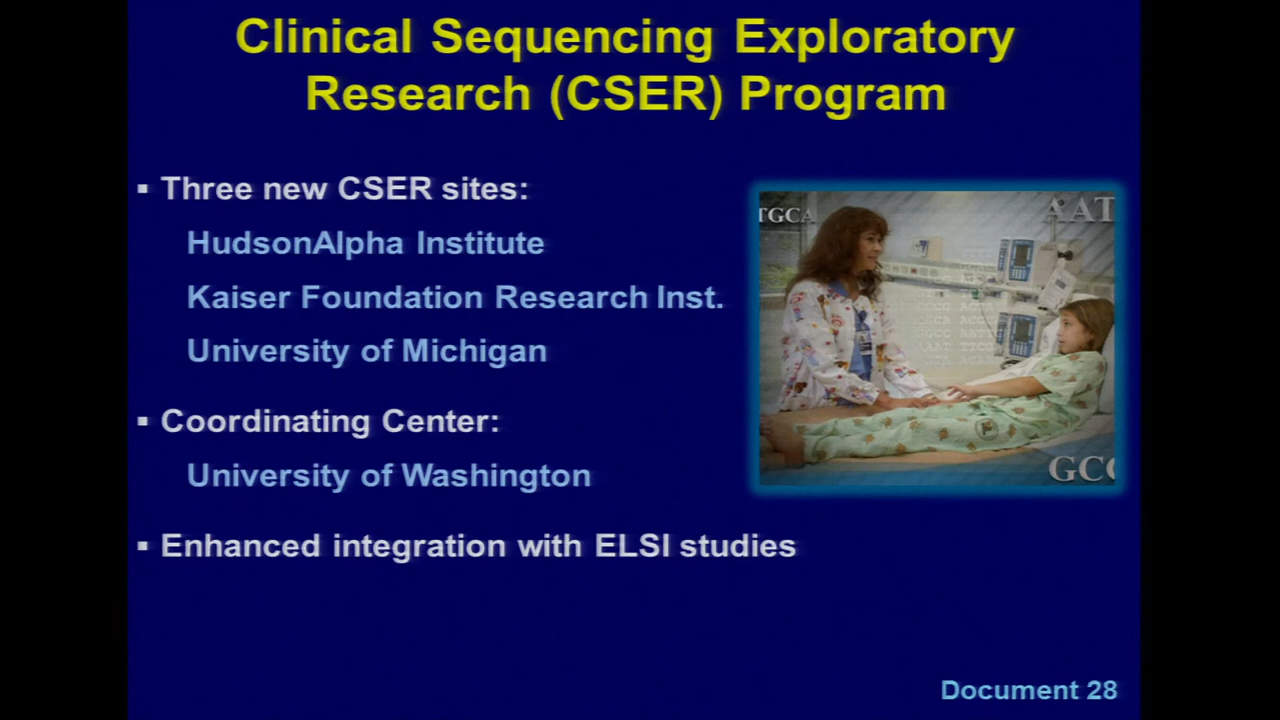 Clinical Sequencing Exploratory
Research (CSER) Program
▪ Three new CSER sites:
HudsonAlpha Institute
Kaiser Foundation Research Inst.
University of Michigan
▪ Coordinating Center:
University of Washington
▪ Enhanced integration with ELSI studies
TGCA
AAT
GCC
Document 28